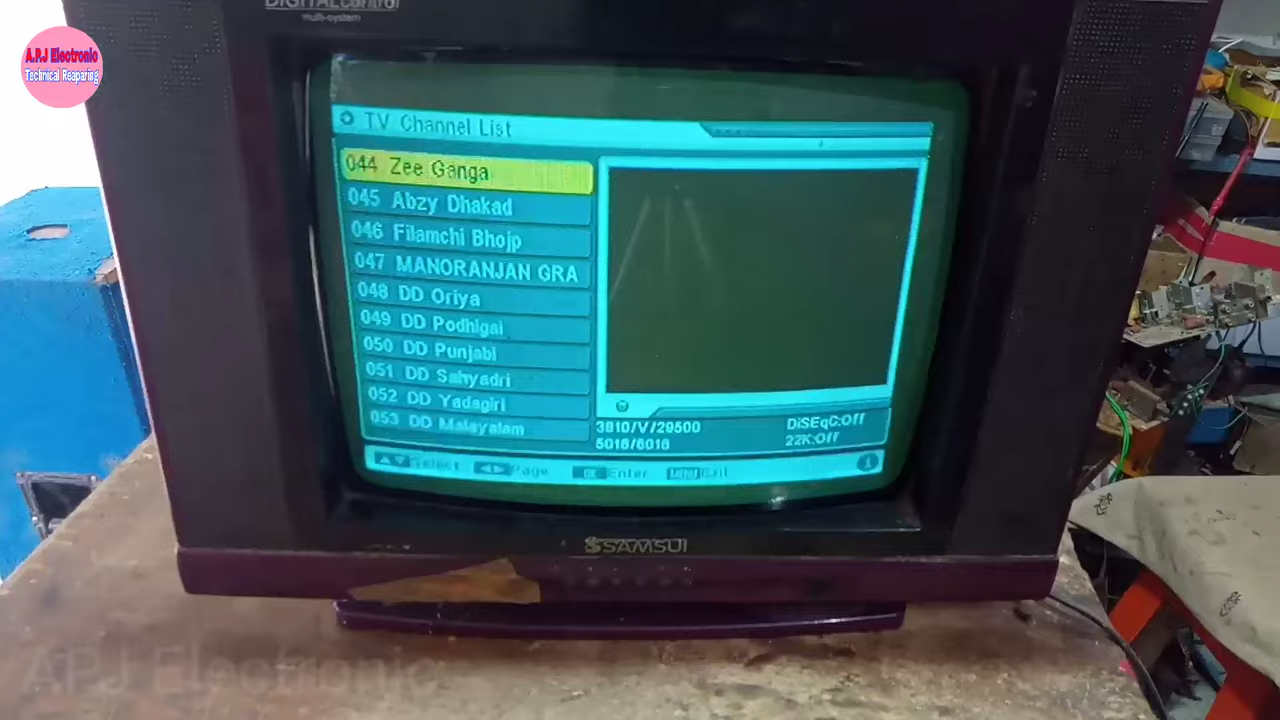 DIGITALcontrol
multi-system
A.P.J Electronic
Technical Reaparing
TV Channel List
044 Zee Ganga
045 Abzy Dhakad
046 Filamchi Bhojp
047 MANORANJAN GRA
048 DD Oriya
049 DD Podhigai
050 DD Punjabi
051 DD Sahyadri
052 DD Yadagiri
053 DD Malayalam
3810/V/29500
5016/6016
DiSEqC:Off
22K:Off
Select Page OK Enter MENU Exit
SAMSUI
APJ Electronic